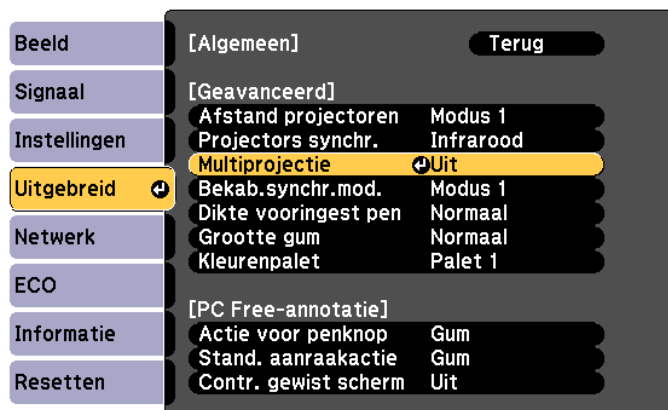 Beeld
Signaal
Instellingen
Uitgebreid
Netwerk
ECO
Informatie
Resetten
[Algemeen] Terug
[Geavanceerd]
Afstand projectoren Modus 1
Projectors synchr. Infrarood
Multiprojectie Uit
Bekab.synchr.mod. Modus 1
Dikte vooringest pen Normaal
Grootte gum Normaal
Kleurenpalet Palet 1
[PC Free-annotatie]
Actie voor penknop Gum
Stand. aanraakactie Gum
Contr. gewist scherm Uit